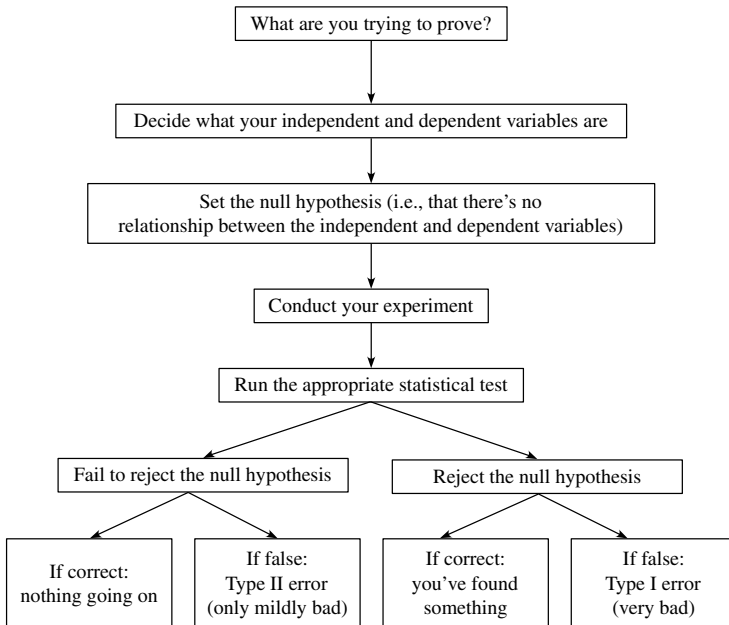 What are you trying to prove?
Decide what your independent and dependent variables are
Set the null hypothesis (i.e., that there's no
relationship between the independent and dependent variables)
Conduct your experiment
Run the appropriate statistical test
Fail to reject the null hypothesis
Reject the null hypothesis
If correct:
nothing going on
If false:
Type II error
(only mildly bad)
If correct:
you've found
something
If false:
Type I error
(very bad)